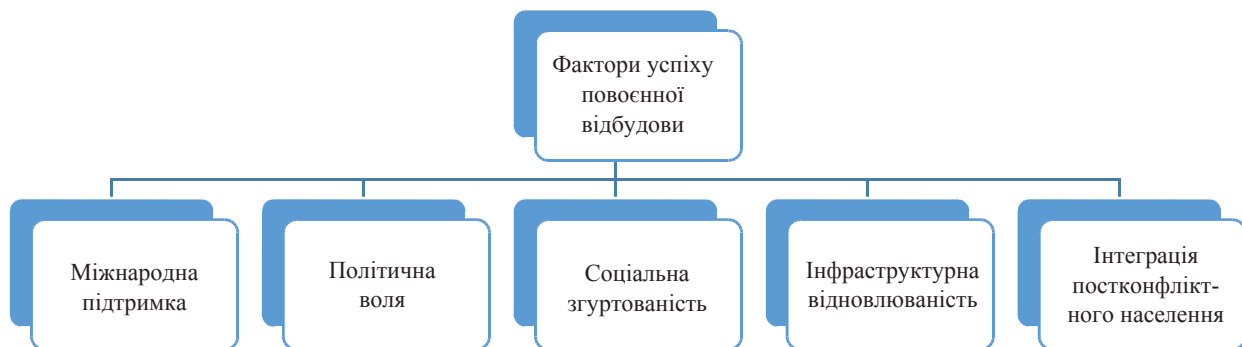 Фактори успіху
повоєнної
відбудови
Міжнародна
підтримка
Політична
воля
Соціальна
згуртованість
Інфраструктурна
відновлюваність
Інтеграція
постконфлікт-
ного населення